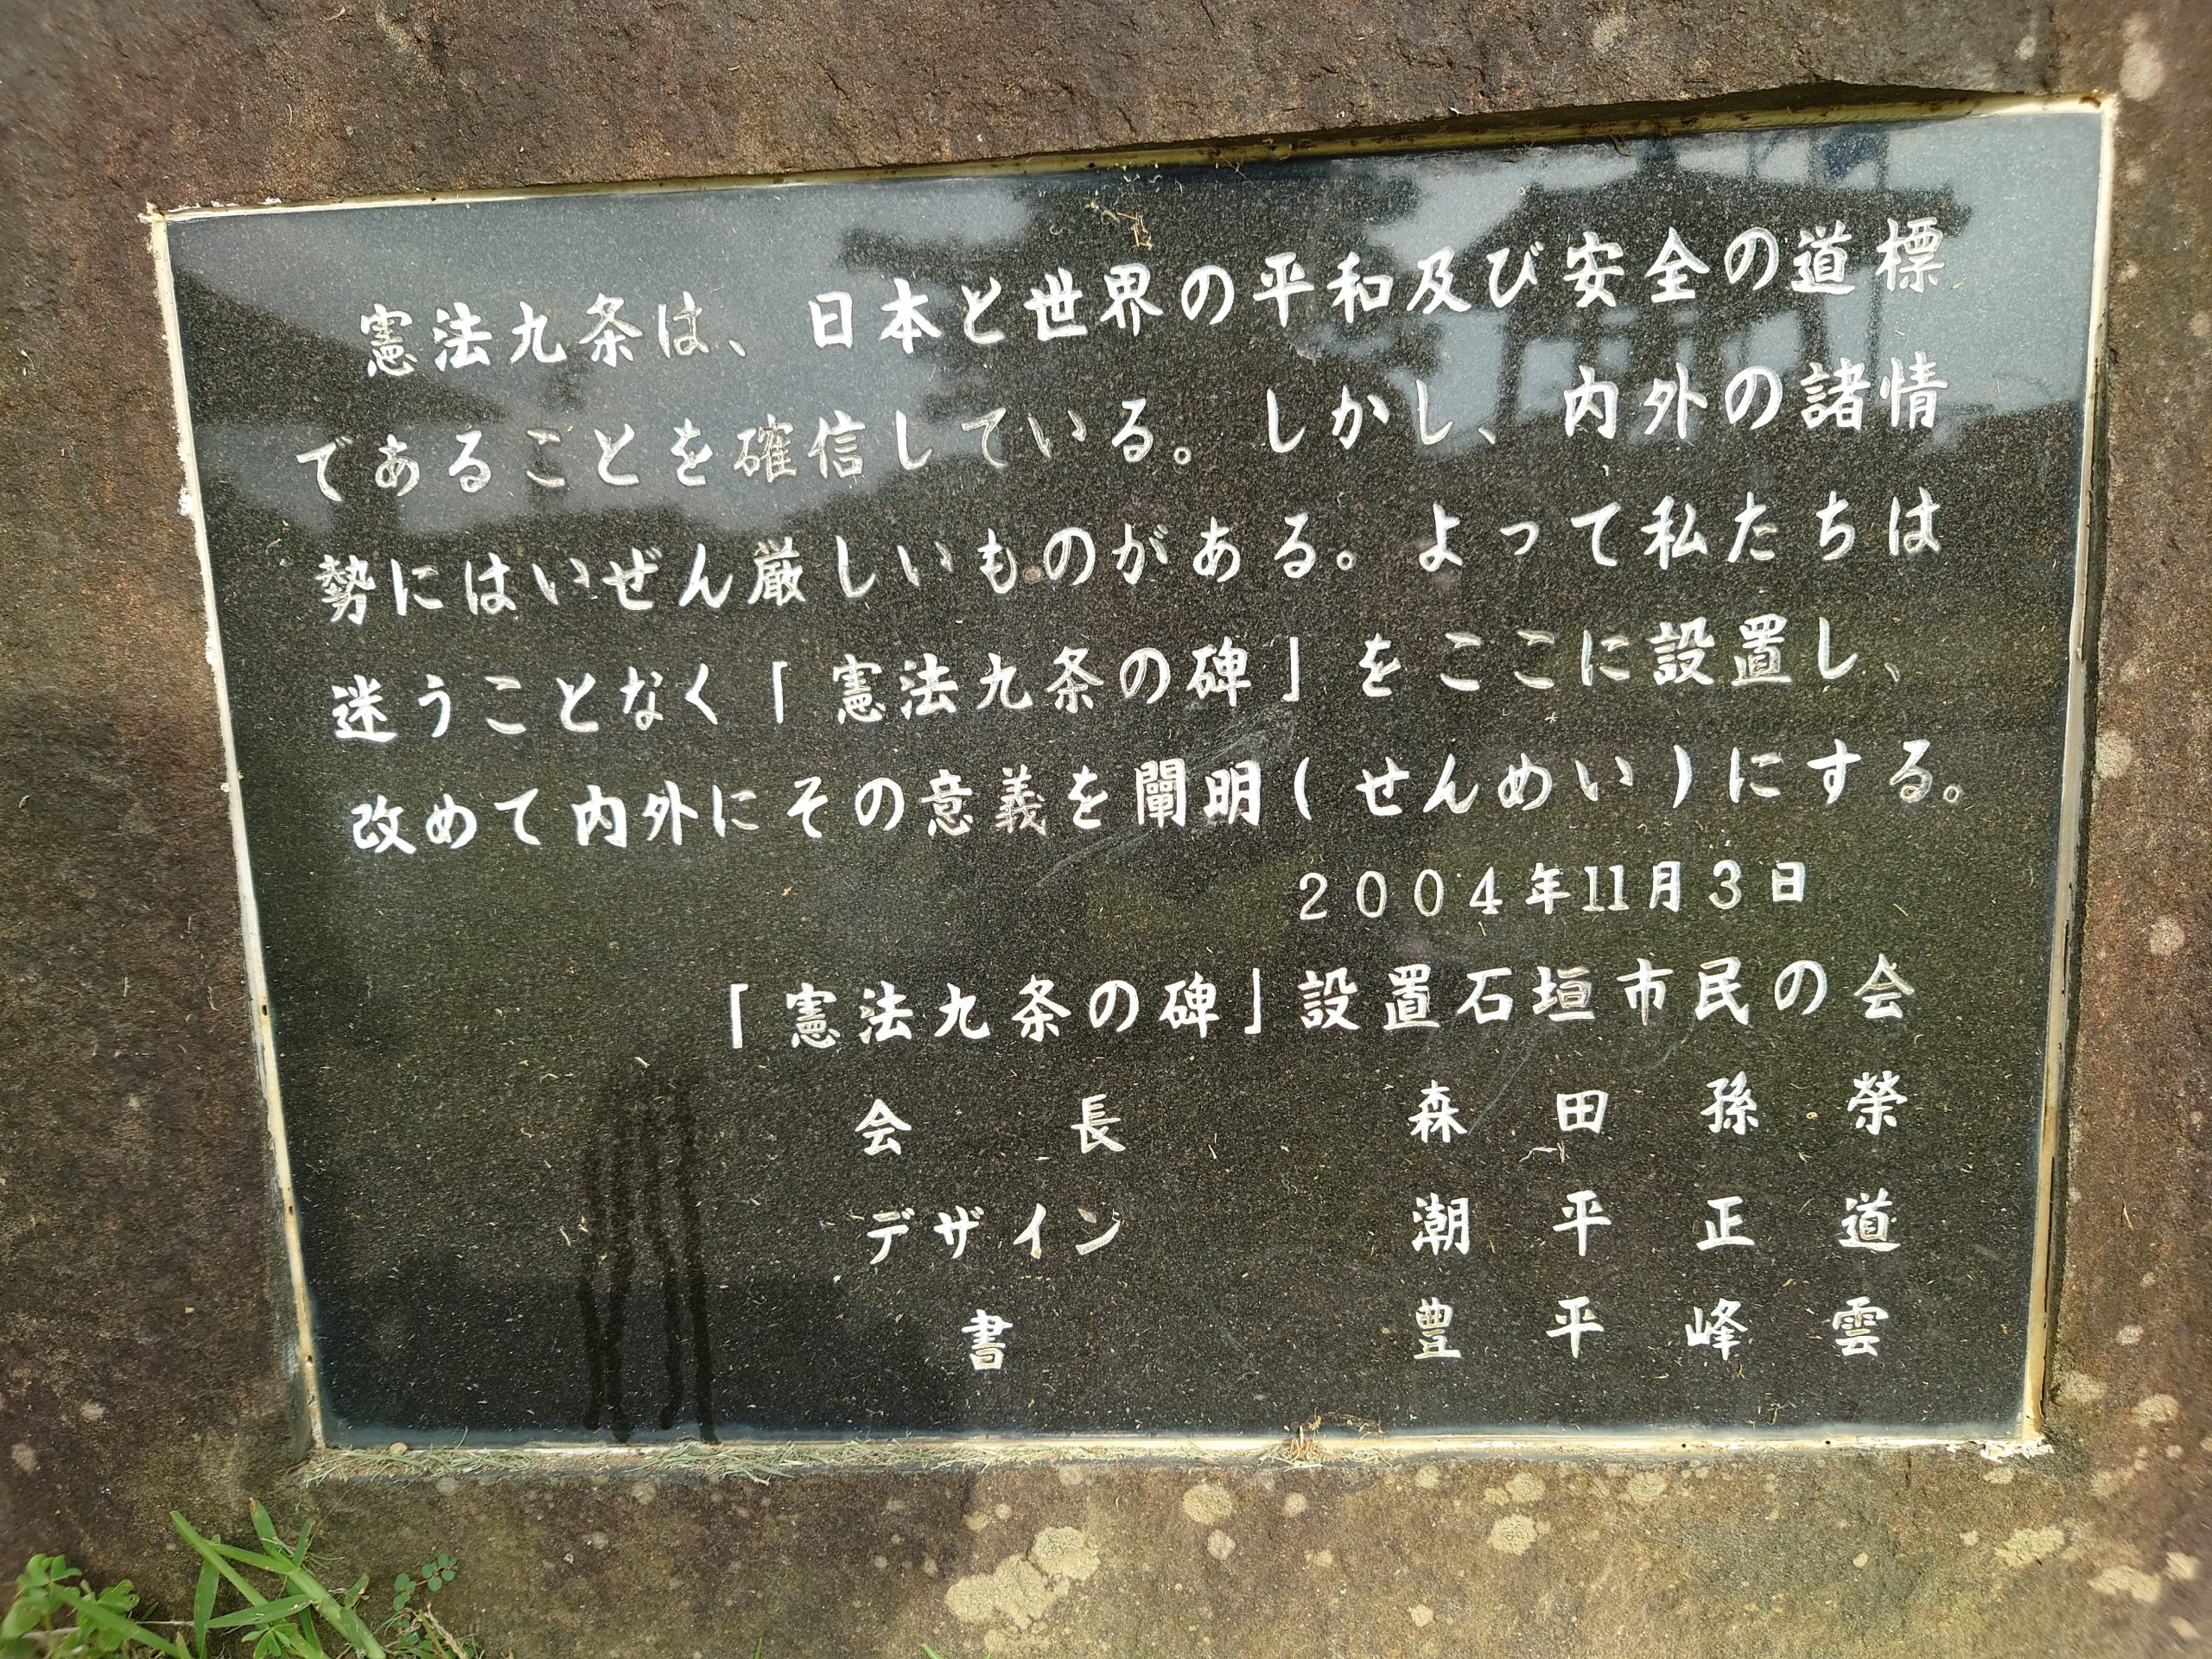 憲法九条は、日本と世界の平和及び安全の道標
であることを確信している。しかし、内外の諸情
勢にはいぜん厳しいものがある。よって私たちは
迷うことなく「憲法九条の碑」をここに設置し、
改めて内外にその意義を闡明(せんめい)にする。
2004年11月3日
「憲法九条の碑」設置石垣市民の会
会長 森田孫榮
デザイン 潮平正道
書 豊平峰雲